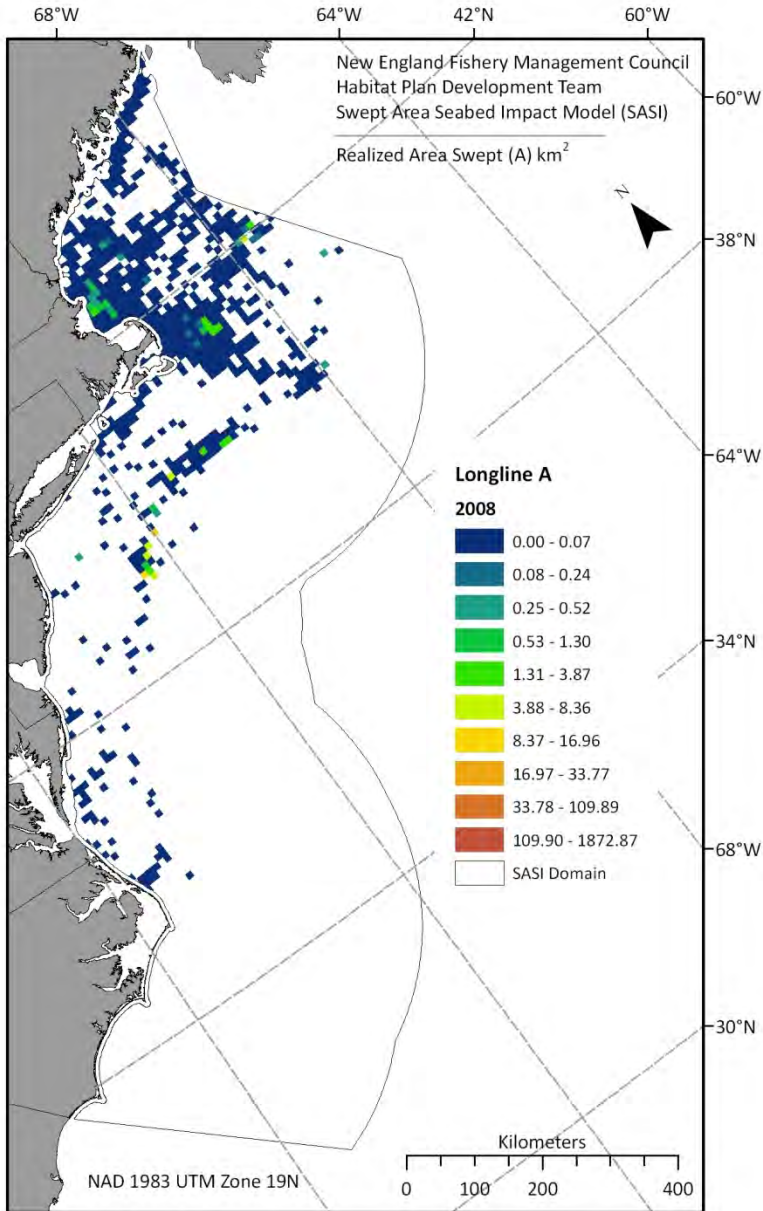 68°W 64°W 42°N 60°W
New England Fishery Management Council
Habitat Plan Development Team
Swept Area Seabed Impact Model (SASI)
Realized Area Swept (A) km²
60°W
N
38°N
64°W
Longline A
2008
0.00 - 0.07
0.08 - 0.24
0.25 - 0.52
0.53 - 1.30
34°N
1.31 - 3.87
3.88 - 8.36
8.37 - 16.96
16.97 - 33.77
33.78 - 109.89
109.90 - 1872.87
68°W
SASI Domain
30°N
Kilometers
NAD 1983 UTM Zone 19N
0 100 200 300 400